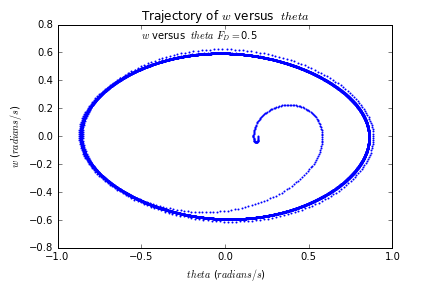 Trajectory of w versus theta
w versus theta F_D=0.5
0.8
0.6
0.4
0.2
0.0
−0.2
−0.4
−0.6
−0.8
w (radians/s)
−1.0 −0.5 0.0 0.5 1.0
theta (radians/s)